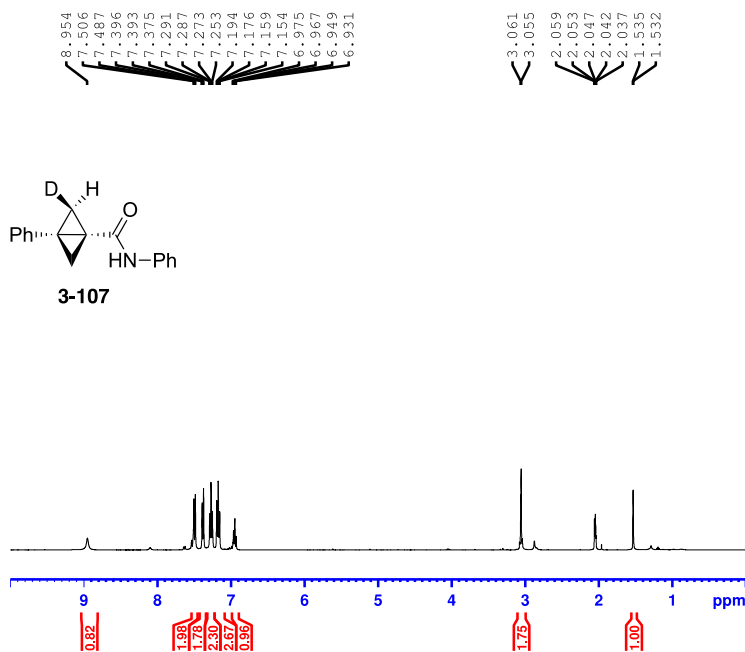 8.954 7.506 7.487 7.396 7.393 7.375 7.291 7.287 7.273 7.253 7.194 7.176 7.159 7.154 6.975 6.967 6.949 6.931 3.061 3.055 2.059 2.053 2.047 2.042 2.037 1.535 1.532
D H
O
Ph
HN Ph
3-107
9 8 7 6 5 4 3 2 1 ppm
0.82 1.98 1.78 2.30 2.67 0.96 1.75 1.00